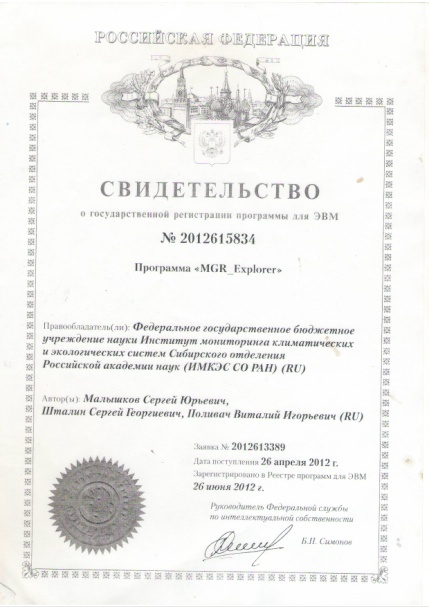 РОССИЙСКАЯ ФЕДЕРАЦИЯ
СВИДЕТЕЛЬСТВО
о государственной регистрации программы для ЭВМ
№ 2012615834
Программа «MGR_Explorer»
Правообладатель(ли): Федеральное государственное бюджетное
учреждение науки Институт мониторинга климатических
и экологических систем Сибирского отделения
Российской академии наук (ИМКЭС СО РАН) (RU)
Автор(ы): Малышков Сергей Юрьевич,
Шталин Сергей Георгиевич, Поливач Виталий Игорьевич (RU)
Заявка № 2012613389
Дата поступления 26 апреля 2012 г.
Зарегистрировано в Реестре программ для ЭВМ
26 июня 2012 г.
Руководитель Федеральной службы
по интеллектуальной собственности
Б.П. Симонов